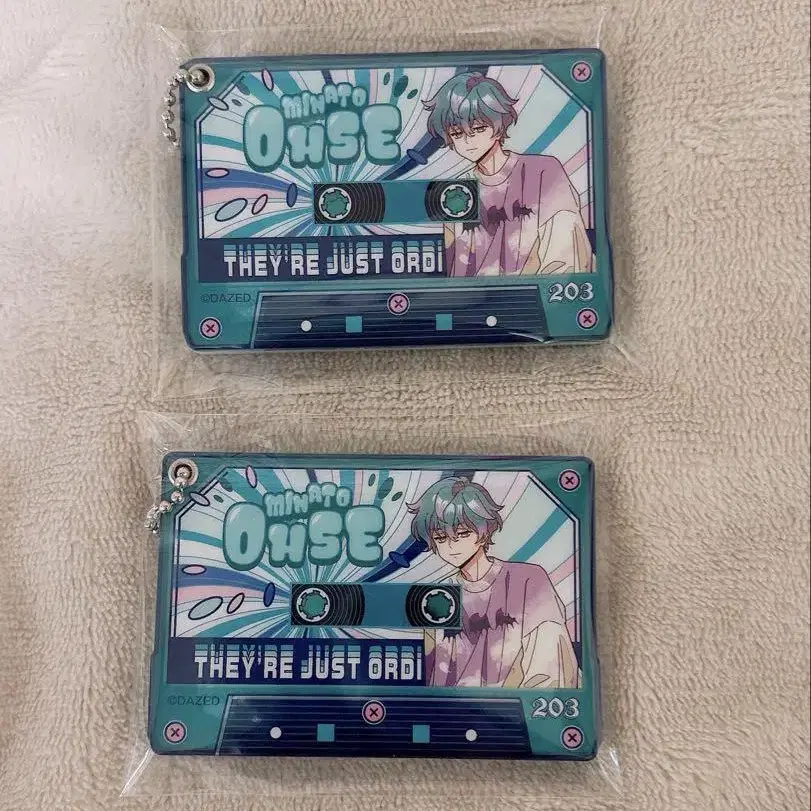 MINATO
OHSE
THEY'RE JUST ORDI
©DAZED
203
MINATO
OHSE
THEY'RE JUST ORDI
©DAZED
203